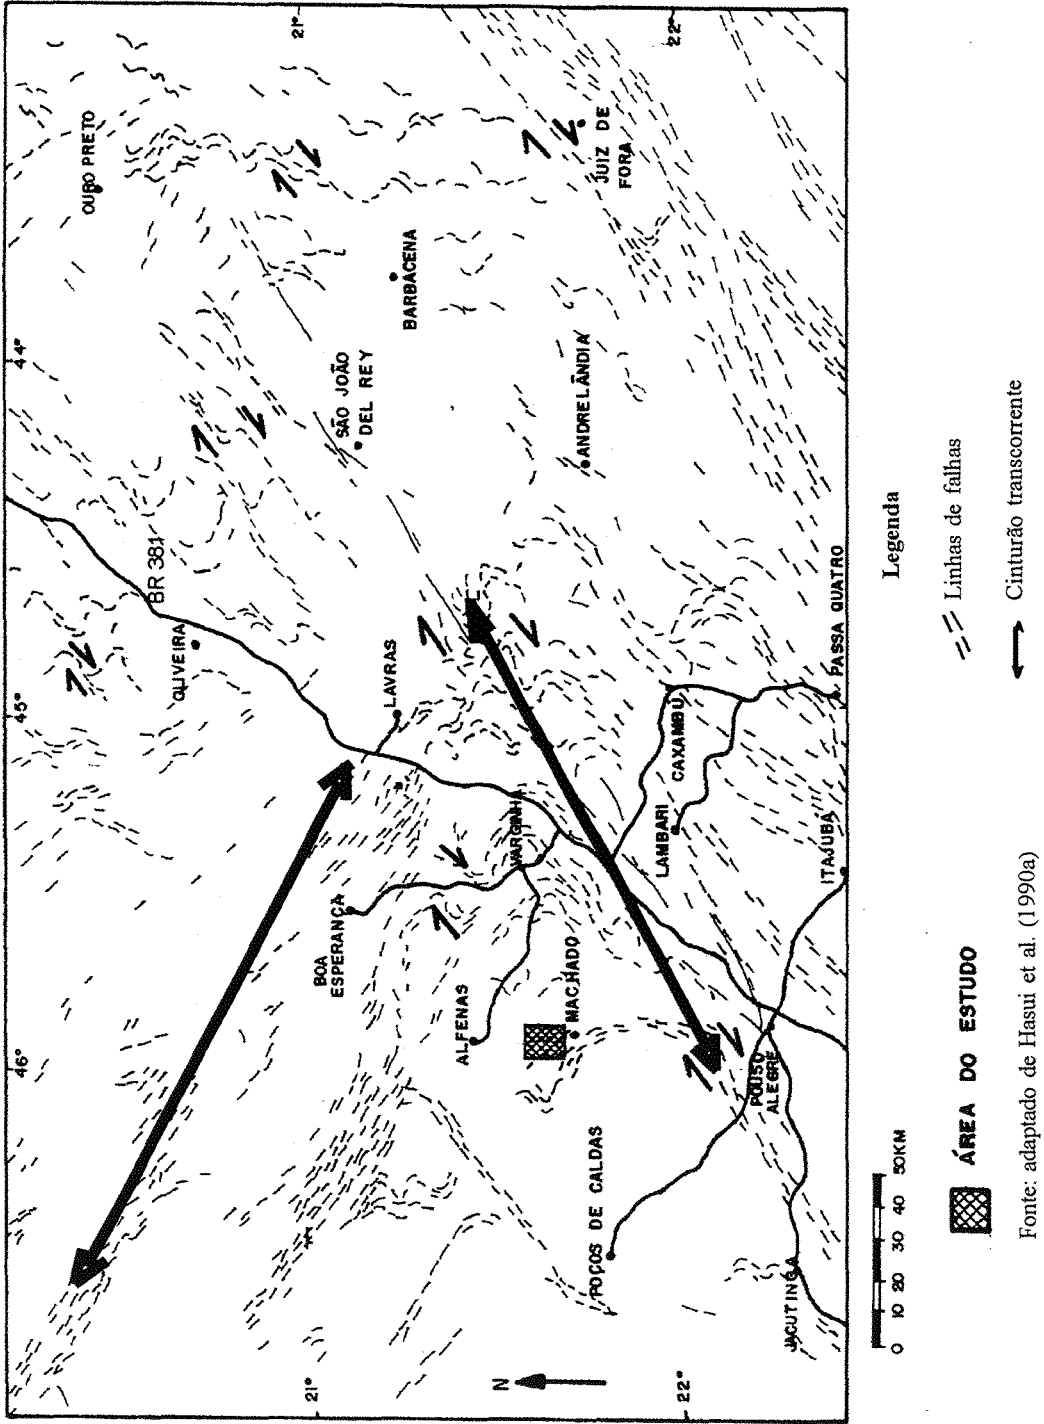 46°
45°
44°
OURO PRETO
BR 381
OLIVEIRA
21°
21°
BOA
ESPERANÇA
SÃO JOÃO
DEL REY
LAVRAS
BARBACENA
ALFENAS
N
VARGINHA
MACHADO
ANDRELÂNDIA
POÇOS DE CALDAS
JUIZ DE
FORA
LAMBARI
CAXAMBÚ
22°
22°
POUSO
ALEGRE
JACUTINGA
ITAJUBÁ
PASSA QUATRO
0 10 20 30 40 50KM
Legenda
ÁREA DO ESTUDO
Linhas de falhas
Cinturão transcorrente
Fonte: adaptado de Hasui et al. (1990a)